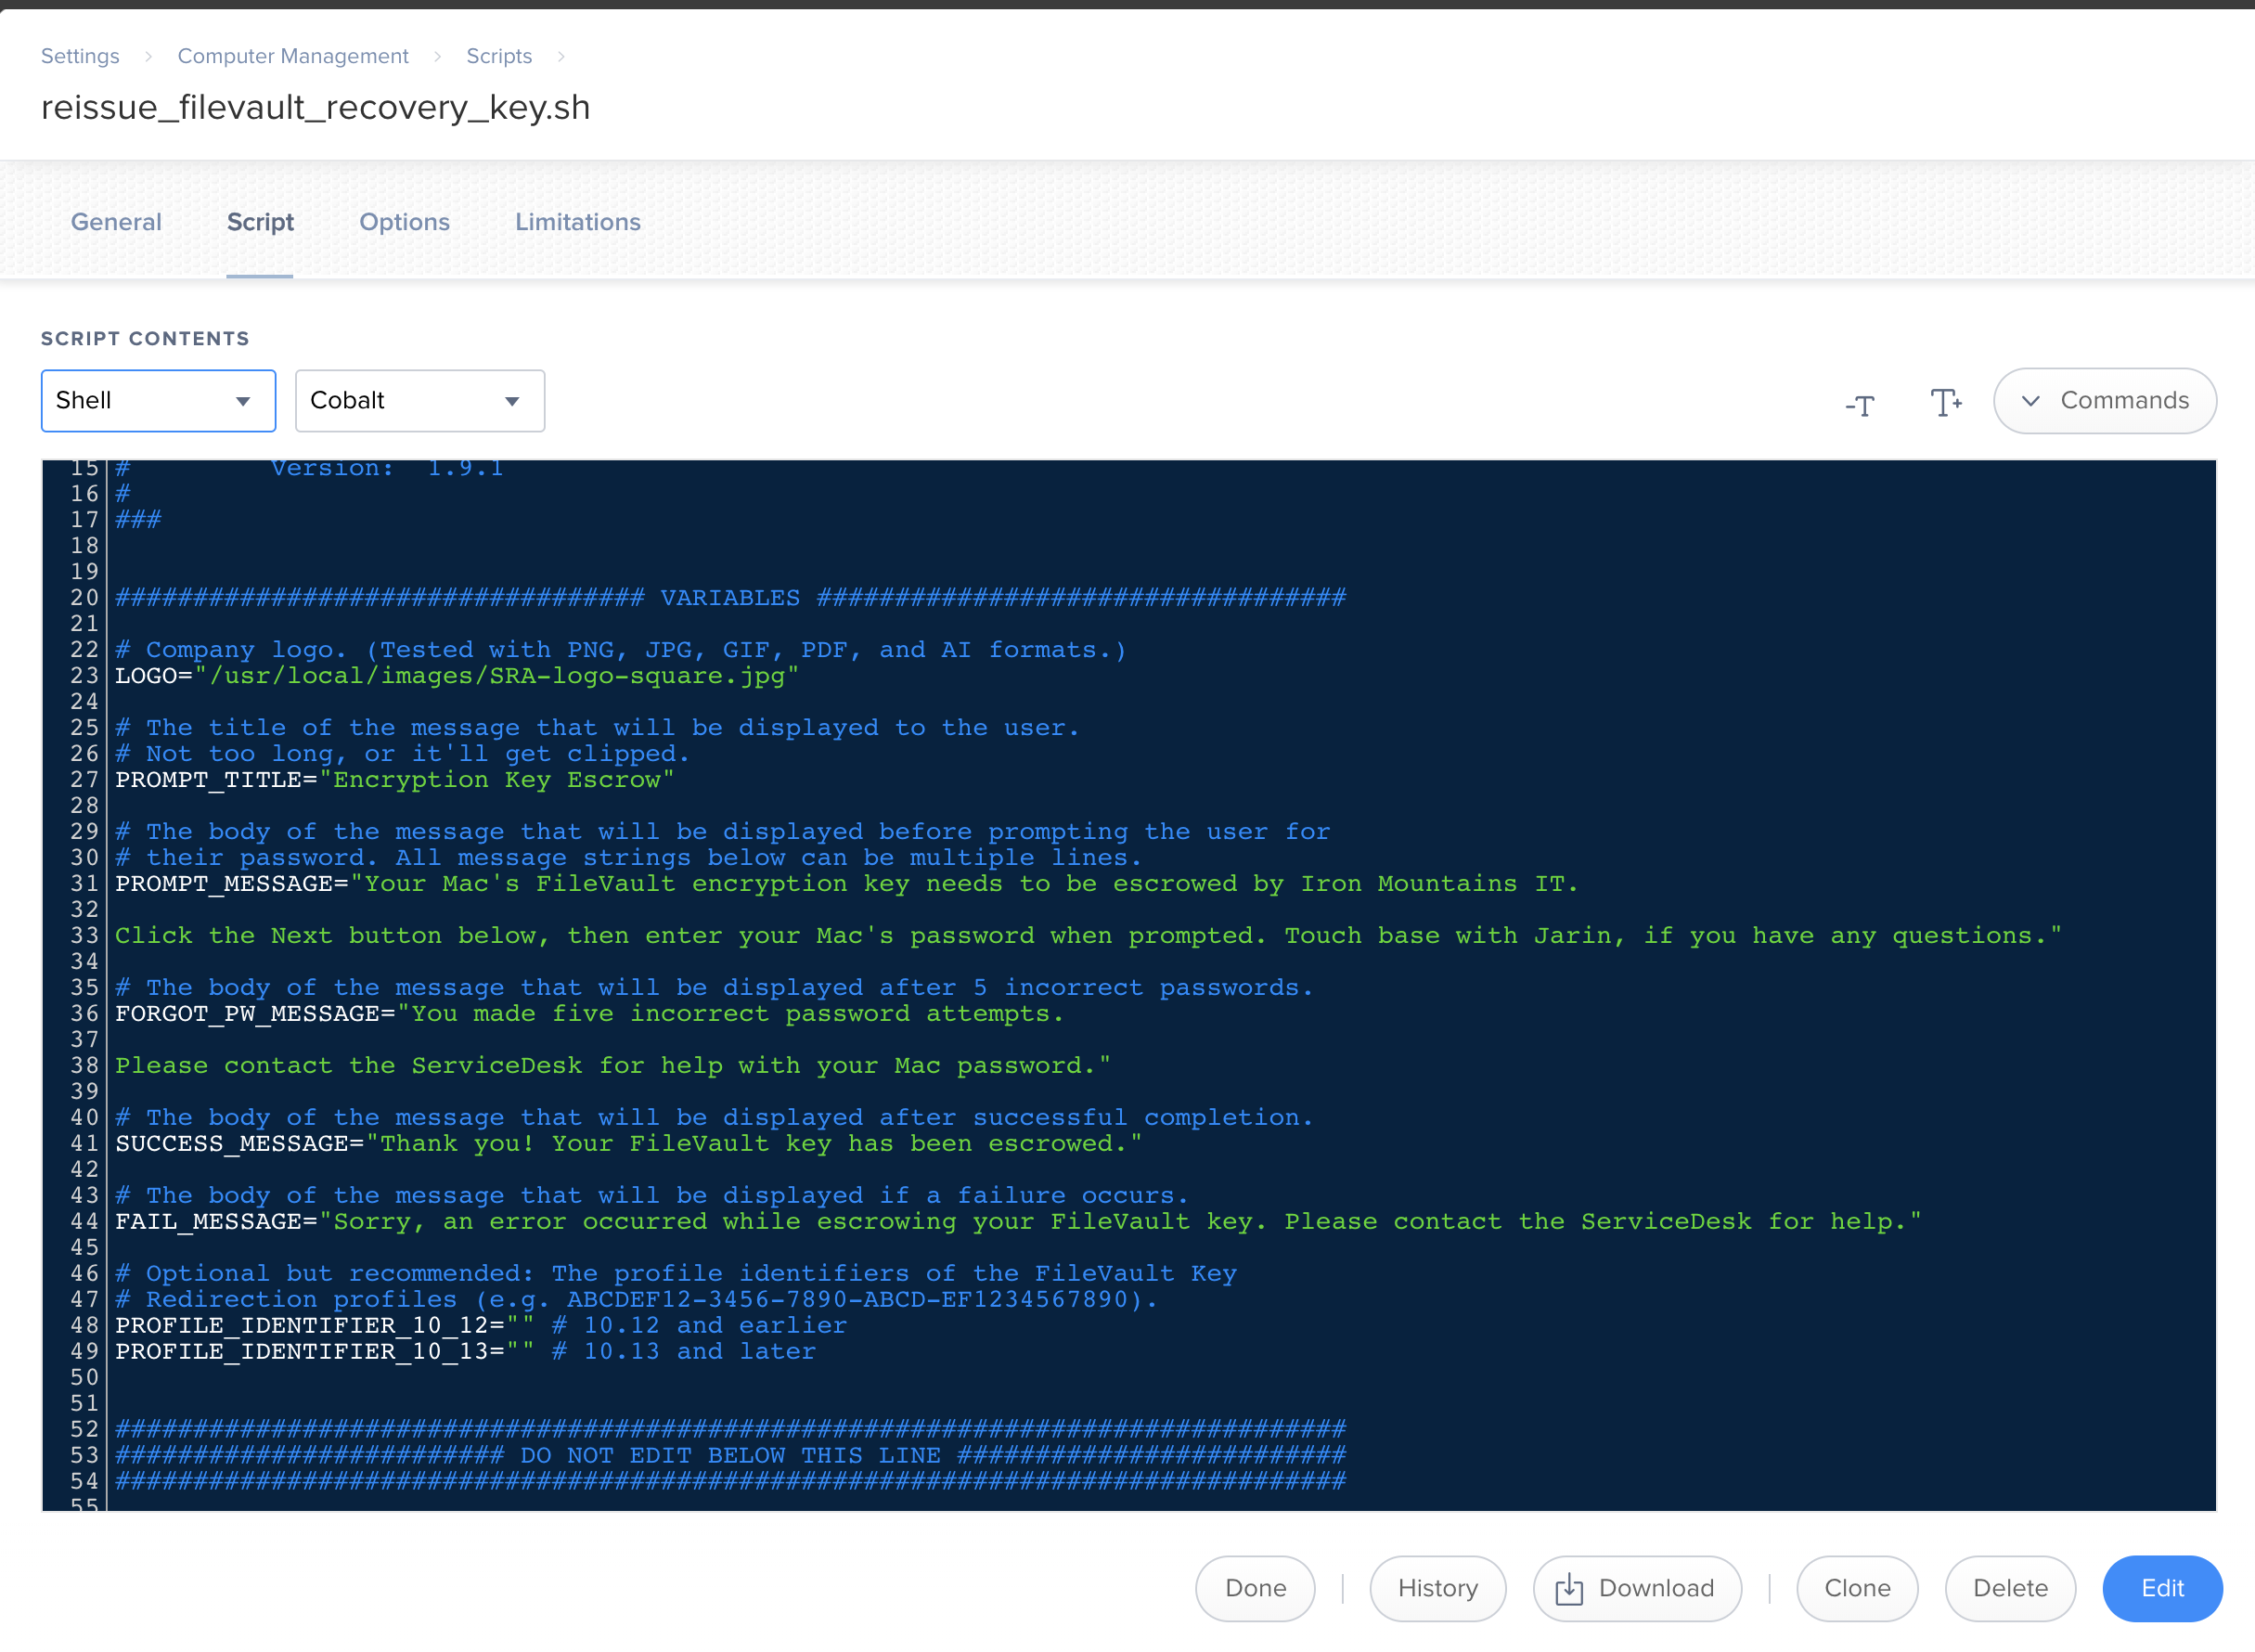 Settings > Computer Management > Scripts >
reissue_filevault_recovery_key.sh
General Script Options Limitations
SCRIPT CONTENTS
Shell Cobalt -T T+ Commands
15 #         Version:  1.9.1
16 #
17 ###
18
19
20 ################################## VARIABLES ##################################
21
22 # Company logo. (Tested with PNG, JPG, GIF, PDF, and AI formats.)
23 LOGO="/usr/local/images/SRA-logo-square.jpg"
24
25 # The title of the message that will be displayed to the user.
26 # Not too long, or it'll get clipped.
27 PROMPT_TITLE="Encryption Key Escrow"
28
29 # The body of the message that will be displayed before prompting the user for
30 # their password. All message strings below can be multiple lines.
31 PROMPT_MESSAGE="Your Mac's FileVault encryption key needs to be escrowed by Iron Mountains IT.
32
33 Click the Next button below, then enter your Mac's password when prompted. Touch base with Jarin, if you have any questions."
34
35 # The body of the message that will be displayed after 5 incorrect passwords.
36 FORGOT_PW_MESSAGE="You made five incorrect password attempts.
37
38 Please contact the ServiceDesk for help with your Mac password."
39
40 # The body of the message that will be displayed after successful completion.
41 SUCCESS_MESSAGE="Thank you! Your FileVault key has been escrowed."
42
43 # The body of the message that will be displayed if a failure occurs.
44 FAIL_MESSAGE="Sorry, an error occurred while escrowing your FileVault key. Please contact the ServiceDesk for help."
45
46 # Optional but recommended: The profile identifiers of the FileVault Key
47 # Redirection profiles (e.g. ABCDEF12-3456-7890-ABCD-EF1234567890).
48 PROFILE_IDENTIFIER_10_12="" # 10.12 and earlier
49 PROFILE_IDENTIFIER_10_13="" # 10.13 and later
50
51
52 ###############################################################################
53 ######################### DO NOT EDIT BELOW THIS LINE #########################
54 ###############################################################################
55
Done History Download Clone Delete Edit